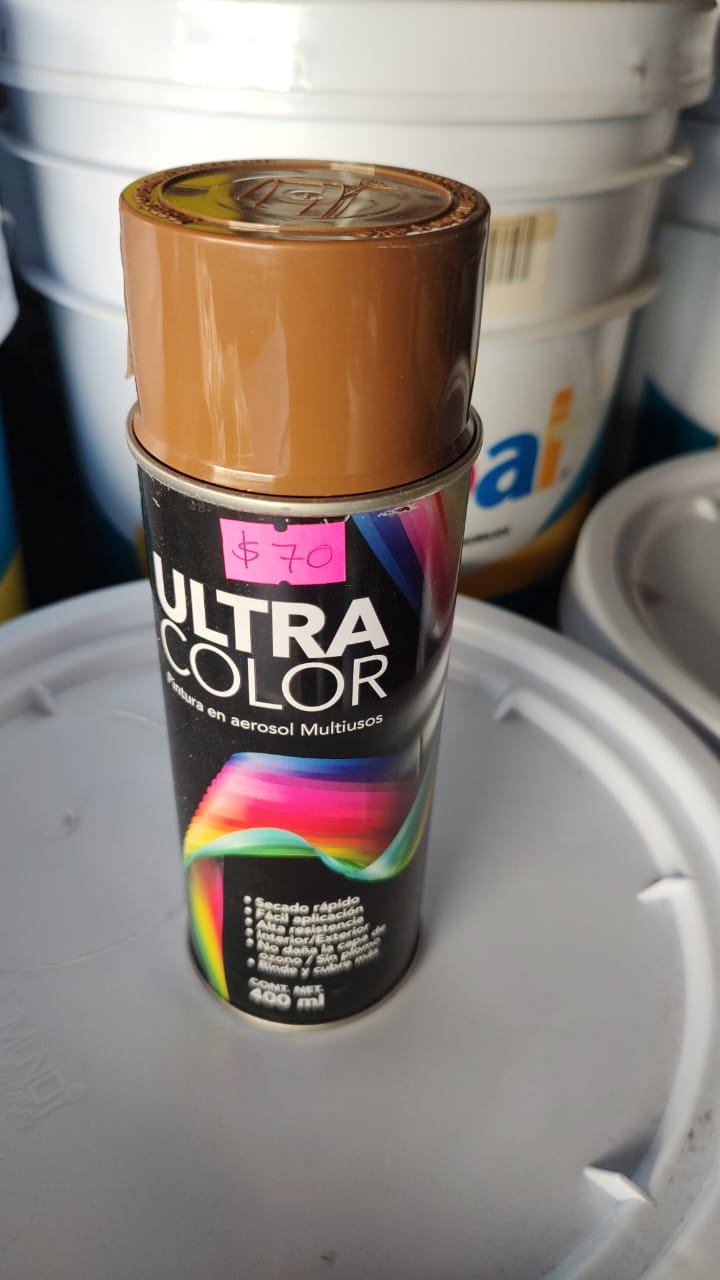 $ 70
ULTRA
COLOR
Pintura en aerosol Multiusos
• Secado rápido
• Fácil aplicación
• Alta resistencia
• Interior/Exterior
• No daña la capa de
ozono / Sin plomo
• Rinde y cubre más
CONT. NET.
400 ml